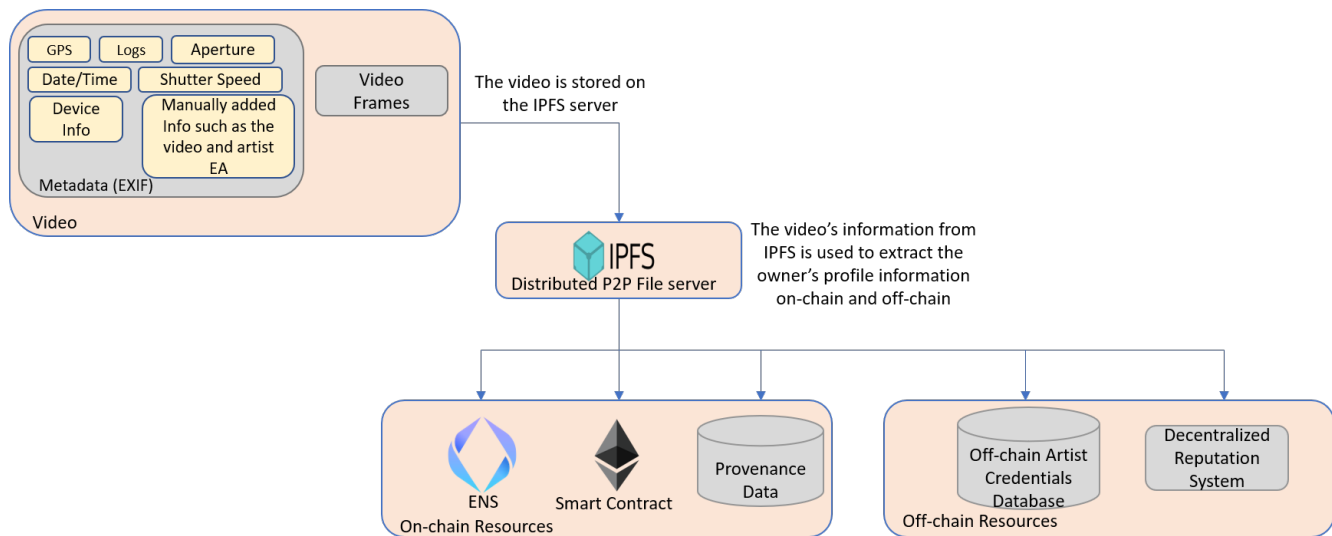 GPS
Logs
Aperture
Date/Time
Shutter Speed
Device
Info
Manually added
Info such as the
video and artist
EA
Metadata (EXIF)
Video
Frames
Video
The video is stored on
the IPFS server
IPFS
Distributed P2P File server
The video’s information from
IPFS is used to extract the
owner’s profile information
on-chain and off-chain
ENS
Smart Contract
Provenance
Data
On-chain Resources
Off-chain Artist
Credentials
Database
Decentralized
Reputation
System
Off-chain Resources